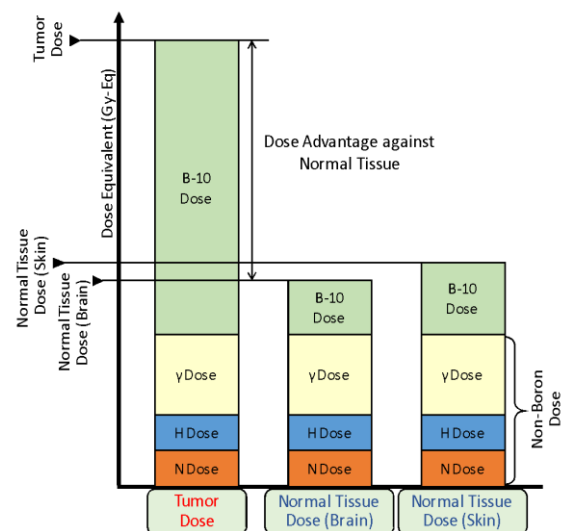 Tumor
Dose
Dose Equivalent (Gy-Eq)
Normal Tissue
Dose (Skin)
Normal Tissue
Dose (Brain)
Dose Advantage against
Normal Tissue
B-10
Dose
γ Dose
H Dose
N Dose
B-10
Dose
γ Dose
H Dose
N Dose
B-10
Dose
γ Dose
H Dose
N Dose
Non-Boron
Dose
Tumor
Dose
Normal Tissue
Dose (Brain)
Normal Tissue
Dose (Skin)